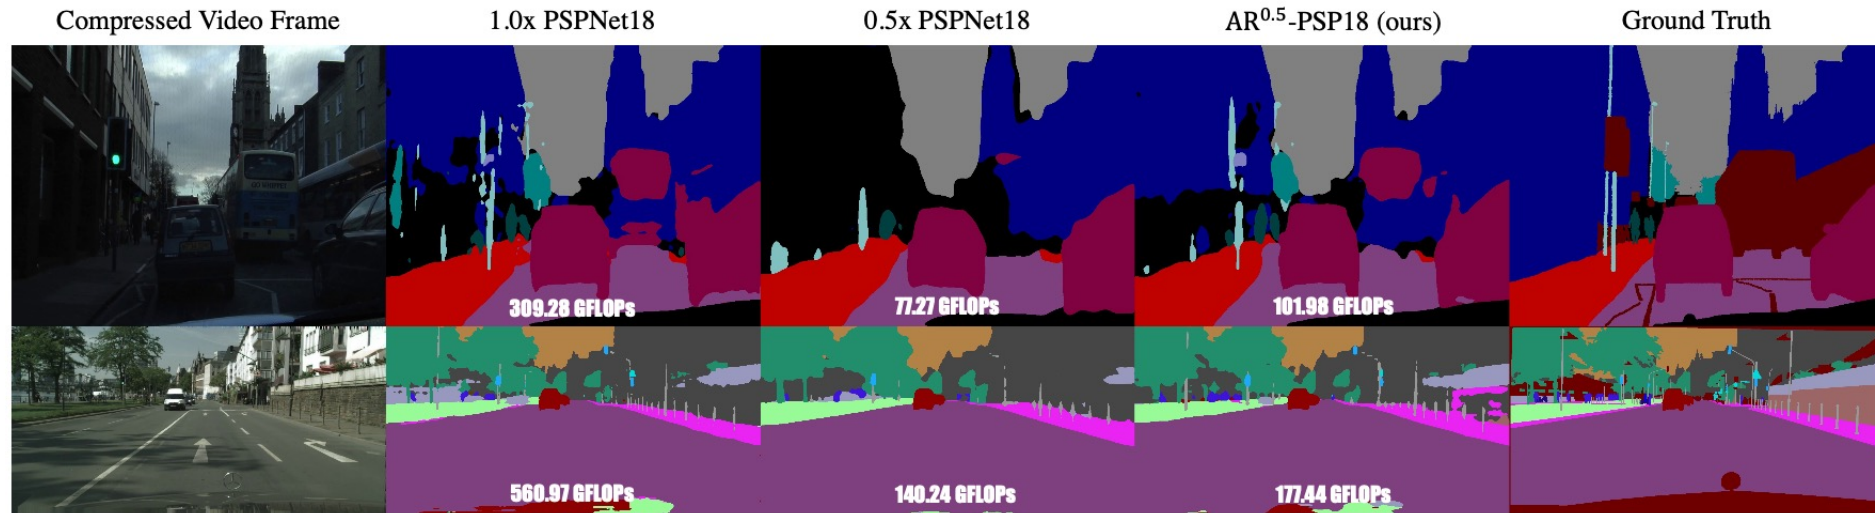 Compressed Video Frame
1.0x PSPNet18
0.5x PSPNet18
AR^0.5-PSP18 (ours)
Ground Truth
309.28 GFLOPs
77.27 GFLOPs
101.98 GFLOPs
560.97 GFLOPs
140.24 GFLOPs
177.44 GFLOPs